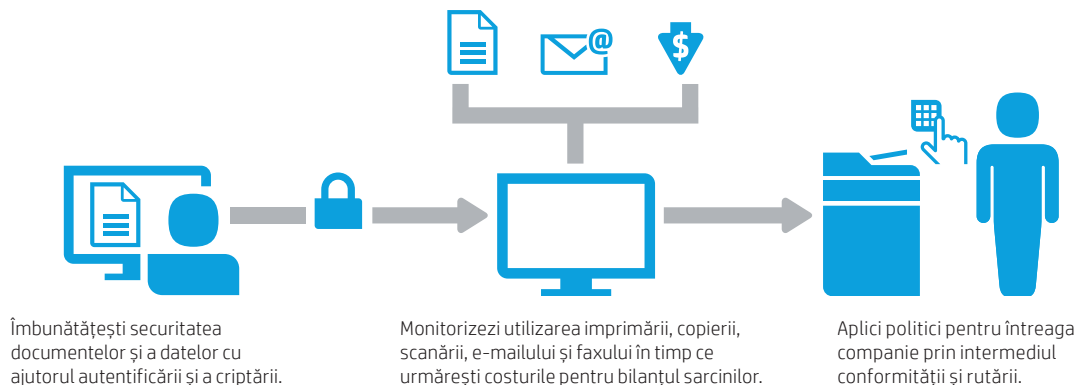 @
$
Îmbunătățești securitatea
documentelor și a datelor cu
ajutorul autentificării și a criptării.
Monitorizezi utilizarea imprimării, copierii,
scanării, e-mailului și faxului în timp ce
urmărești costurile pentru bilanțul sarcinilor.
Aplici politici pentru întreaga
companie prin intermediul
conformității și rutării.